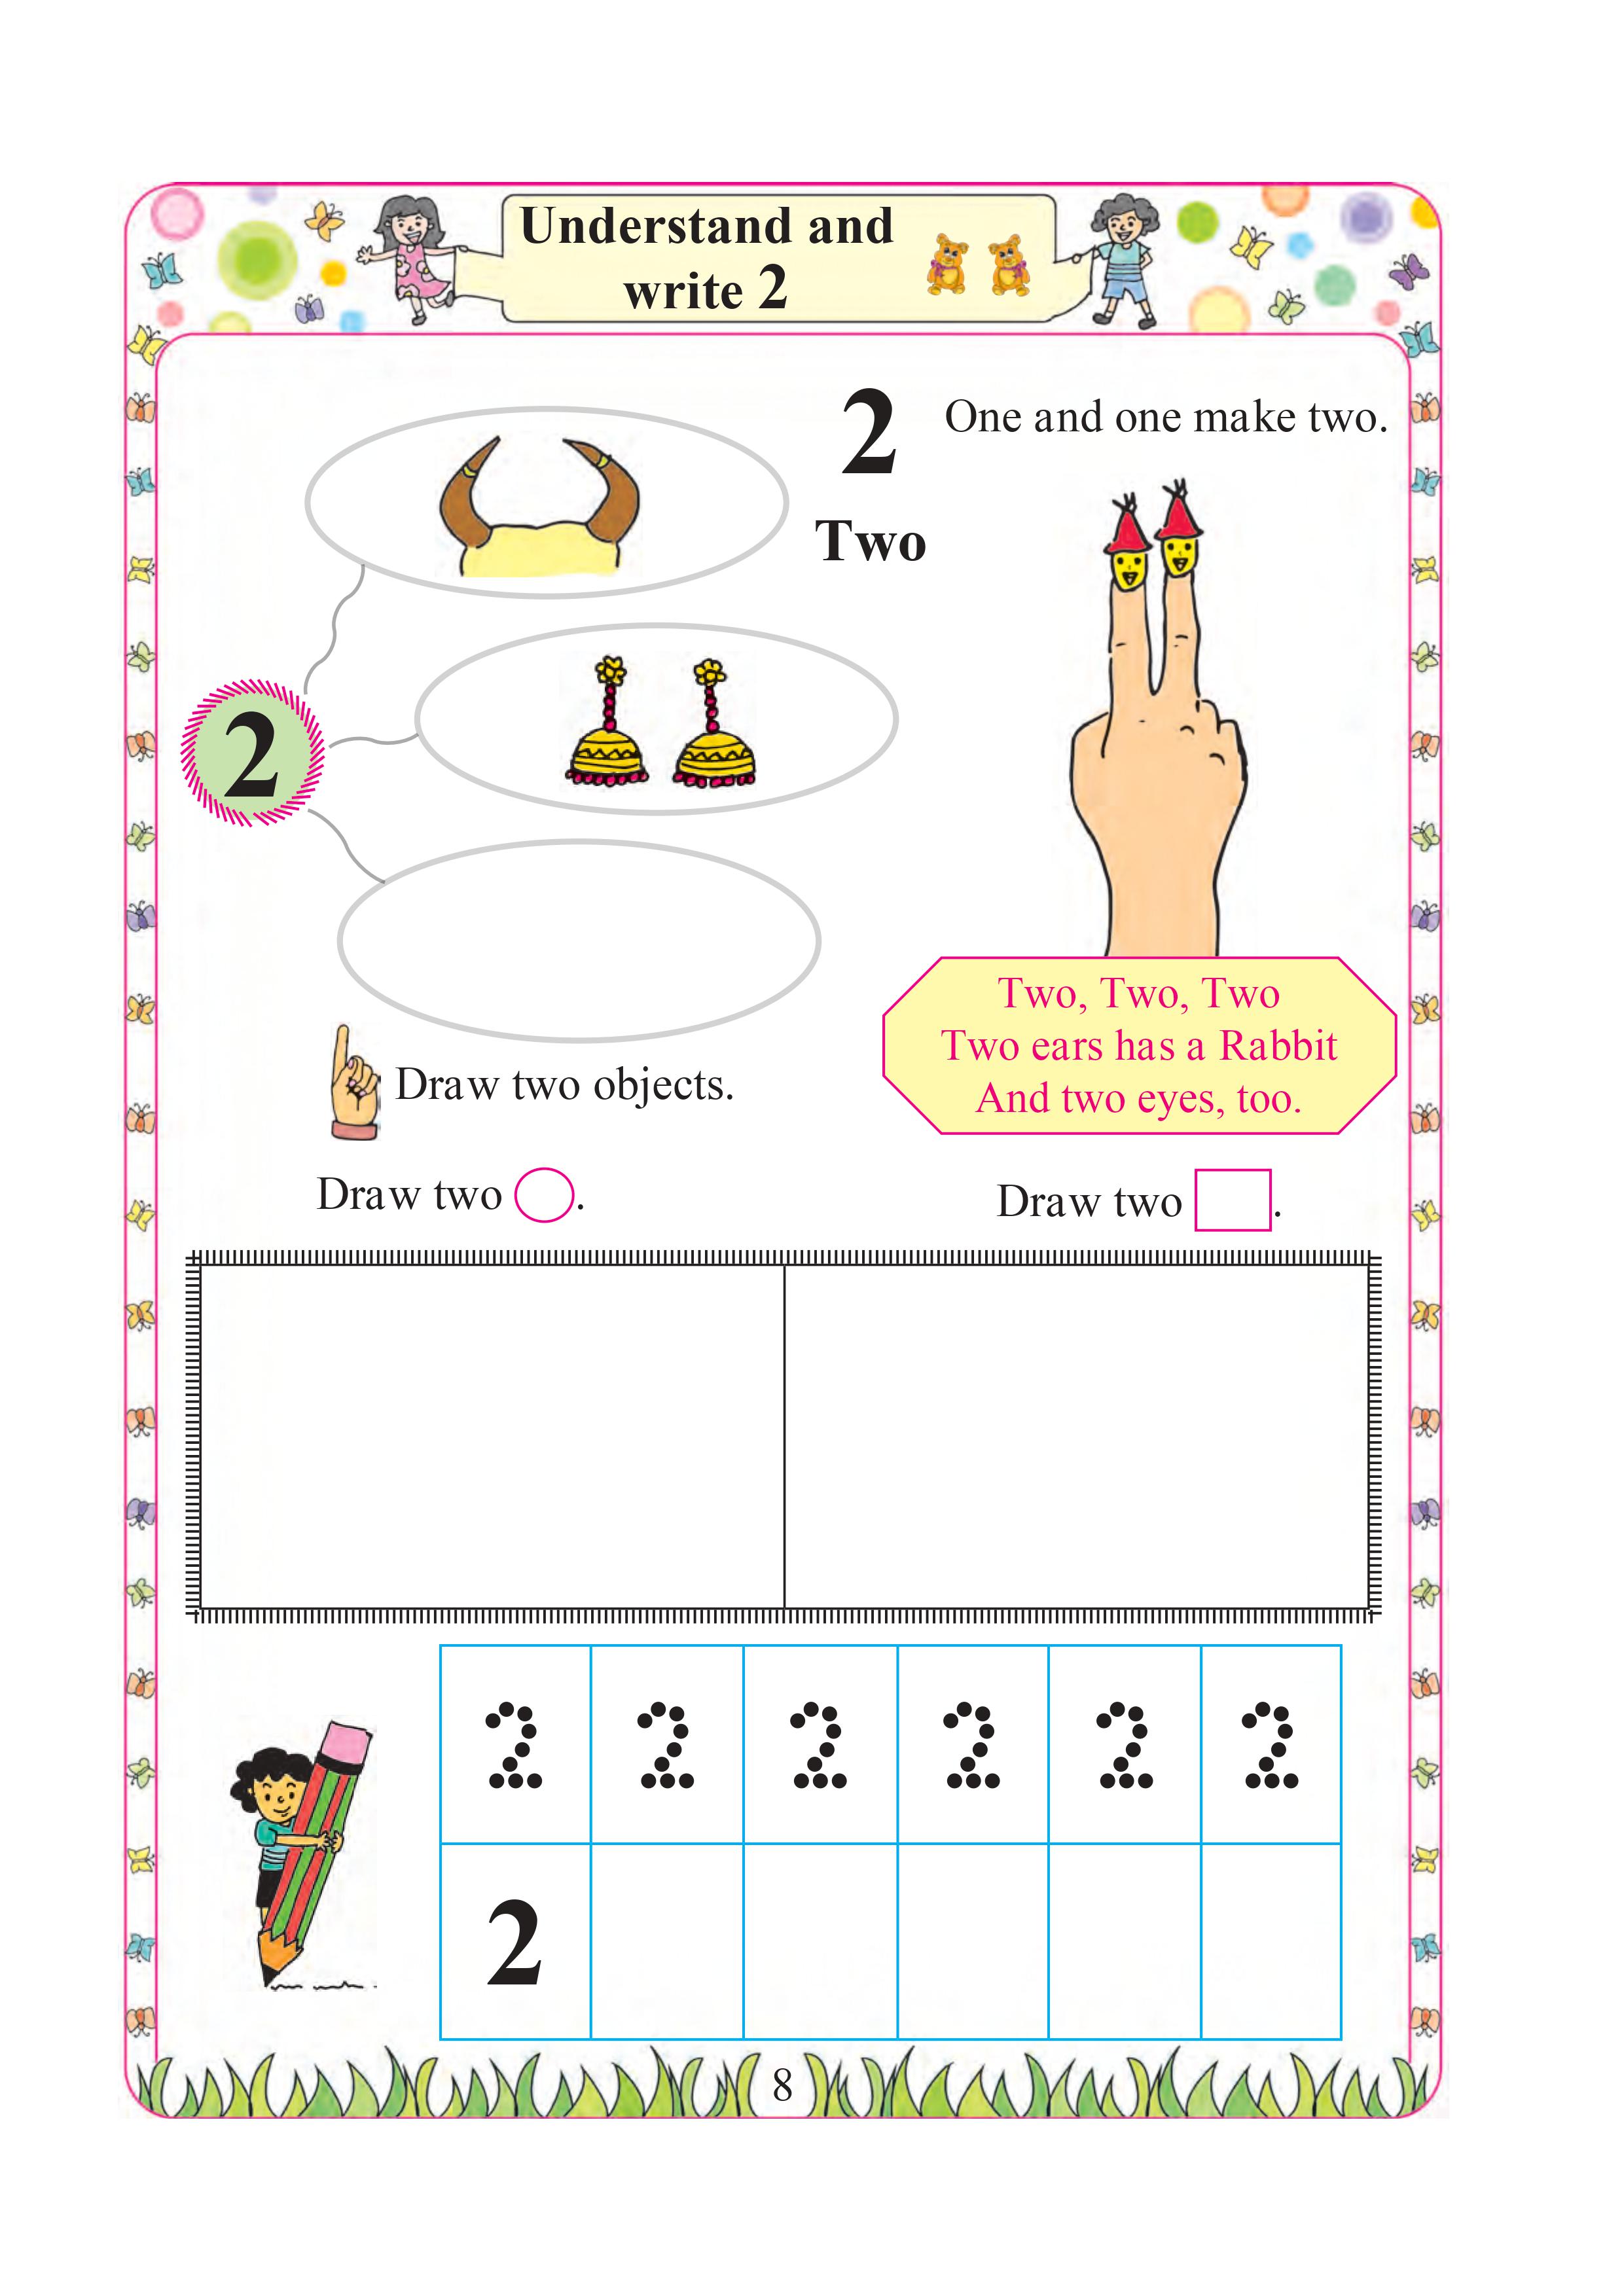 Understand and
write 2
2
One and one make two.
Two
2
Two, Two, Two
Two ears has a Rabbit
And two eyes, too.
Draw two objects.
Draw two .
Draw two .
2 2 2 2 2 2
2
8